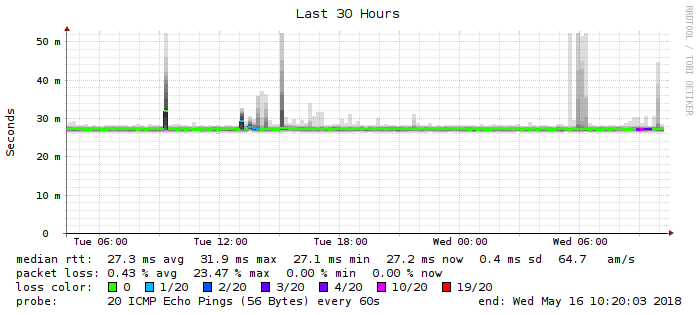 Last 30 Hours
RRDTOOL / TOBI OETIKER
Seconds
50 m
40 m
30 m
20 m
10 m
0
Tue 06:00 Tue 12:00 Tue 18:00 Wed 00:00 Wed 06:00
median rtt: 27.3 ms avg 31.9 ms max 27.1 ms min 27.2 ms now 0.4 ms sd 64.7 am/s
packet loss: 0.43 % avg 23.47 % max 0.00 % min 0.00 % now
loss color: 0 1/20 2/20 3/20 4/20 10/20 19/20
probe: 20 ICMP Echo Pings (56 Bytes) every 60s end: Wed May 16 10:20:03 2018